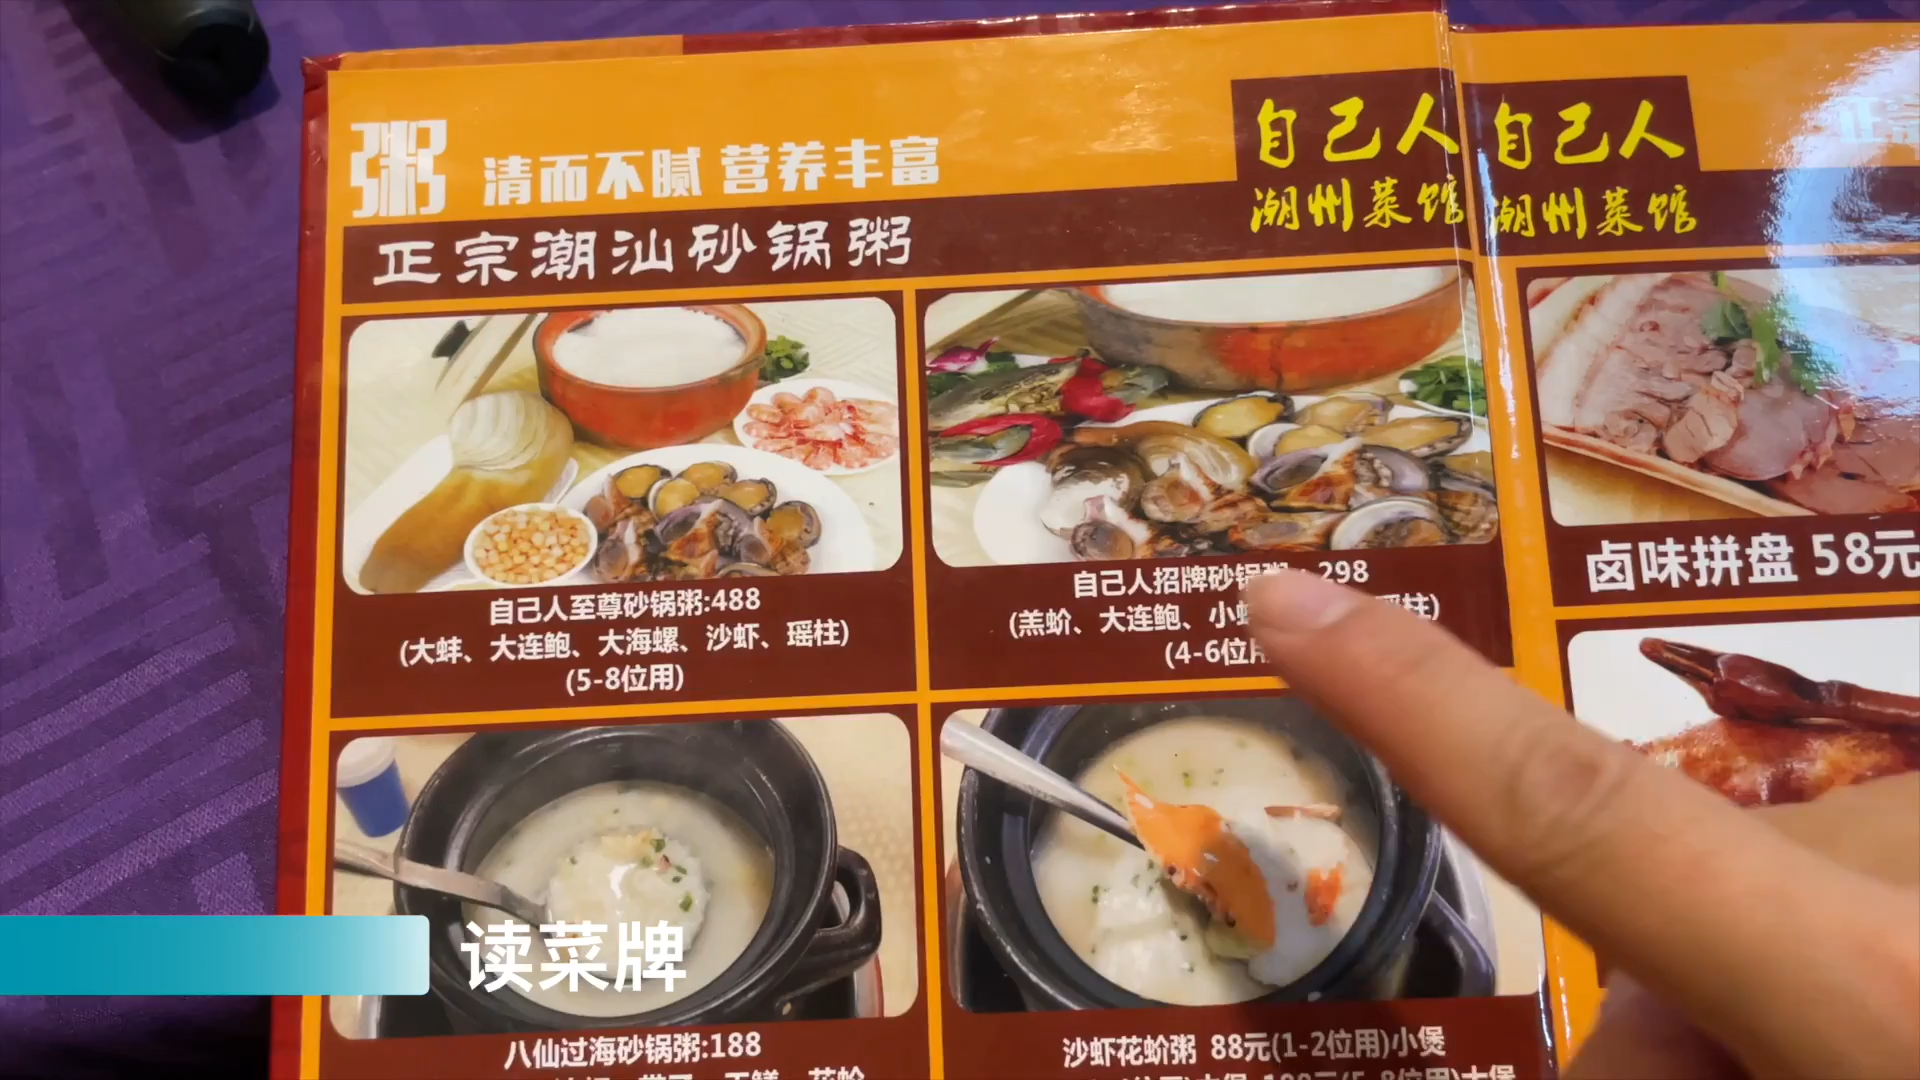 粥 清而不腻 营养丰富
正宗潮汕砂锅粥
自己人
潮州菜馆
自己人
潮州菜馆
正宗
自己人至尊砂锅粥:488
(大蚌、大连鲍、大海螺、沙虾、瑶柱)
(5-8位用)
自己人招牌砂锅粥:298
(羔蚧、大连鲍、小
瑶柱)
(4-6位用
卤味拼盘 58元
读菜牌
八仙过海砂锅粥:188
沙虾花蚧粥 88元(1-2位用)小煲